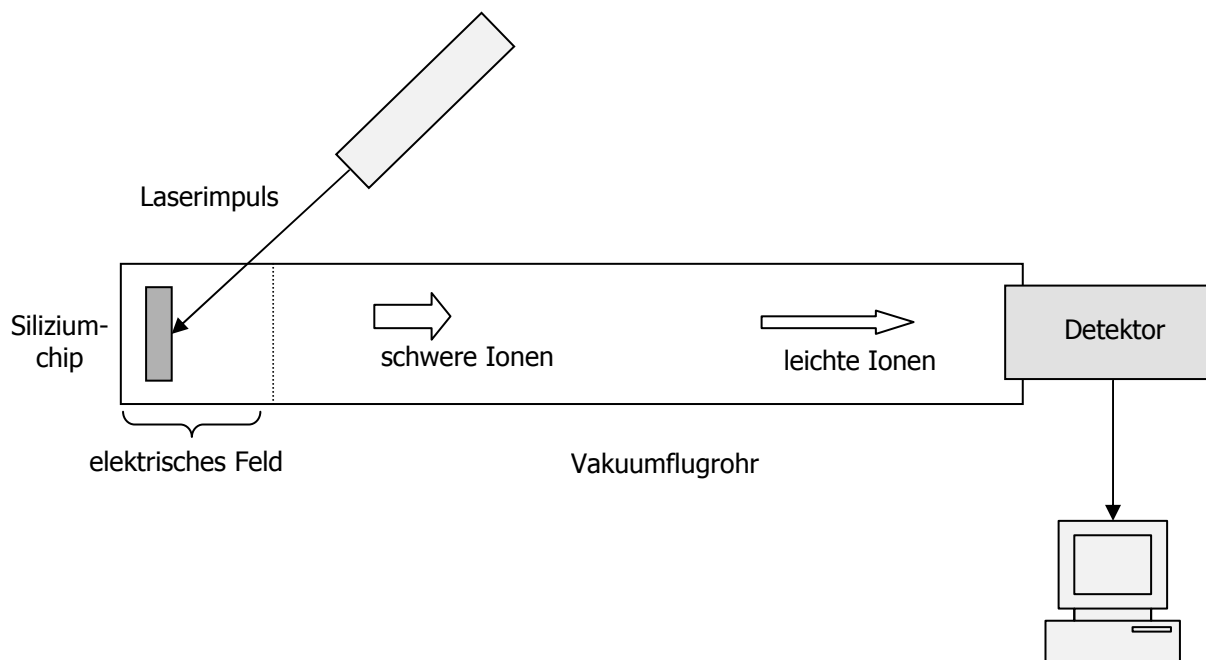 Laserimpuls
Silizium-
chip
schwere Ionen
leichte Ionen
Detektor
elektrisches Feld
Vakuumflugrohr